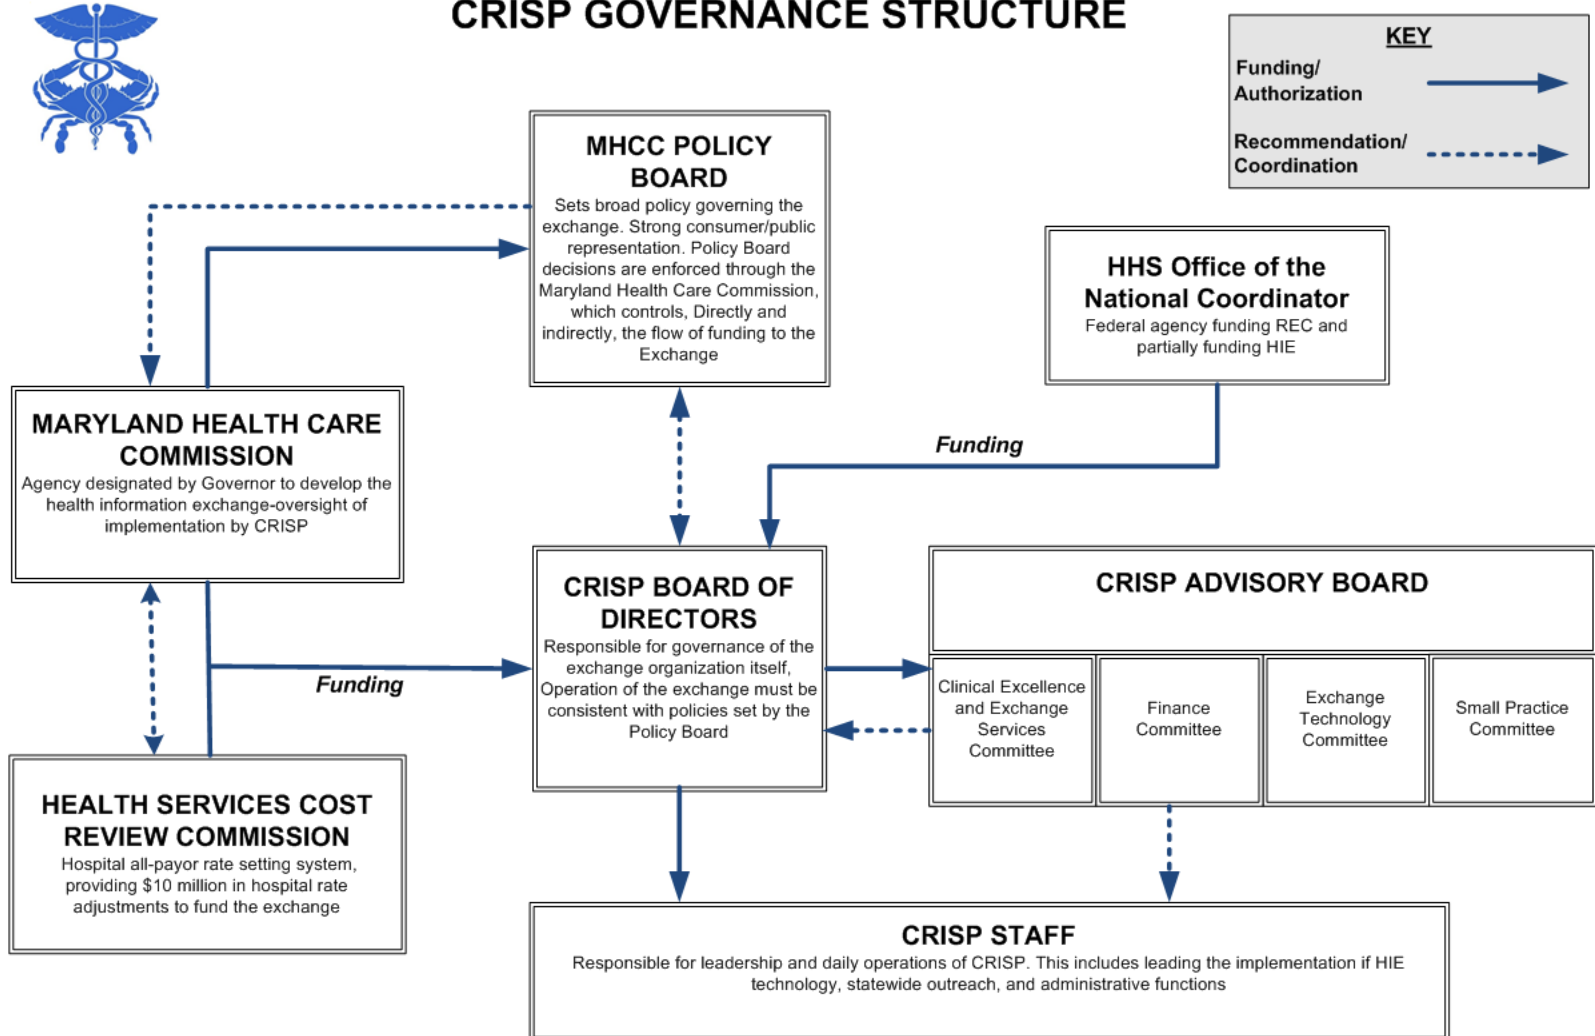 CRISP GOVERNANCE STRUCTURE
KEY
Funding/
Authorization
Recommendation/
Coordination
MHCC POLICY
BOARD
Sets broad policy governing the
exchange. Strong consumer/public
representation. Policy Board
decisions are enforced through the
Maryland Health Care Commission,
which controls, Directly and
indirectly, the flow of funding to the
Exchange
HHS Office of the
National Coordinator
Federal agency funding REC and
partially funding HIE
MARYLAND HEALTH CARE
COMMISSION
Agency designated by Governor to develop the
health information exchange-oversight of
implementation by CRISP
Funding
CRISP BOARD OF
DIRECTORS
Responsible for governance of the
exchange organization itself,
Operation of the exchange must be
consistent with policies set by the
Policy Board
CRISP ADVISORY BOARD
Clinical Excellence
and Exchange
Services
Committee
Finance
Committee
Exchange
Technology
Committee
Small Practice
Committee
Funding
HEALTH SERVICES COST
REVIEW COMMISSION
Hospital all-payor rate setting system,
providing $10 million in hospital rate
adjustments to fund the exchange
CRISP STAFF
Responsible for leadership and daily operations of CRISP. This includes leading the implementation if HIE
technology, statewide outreach, and administrative functions